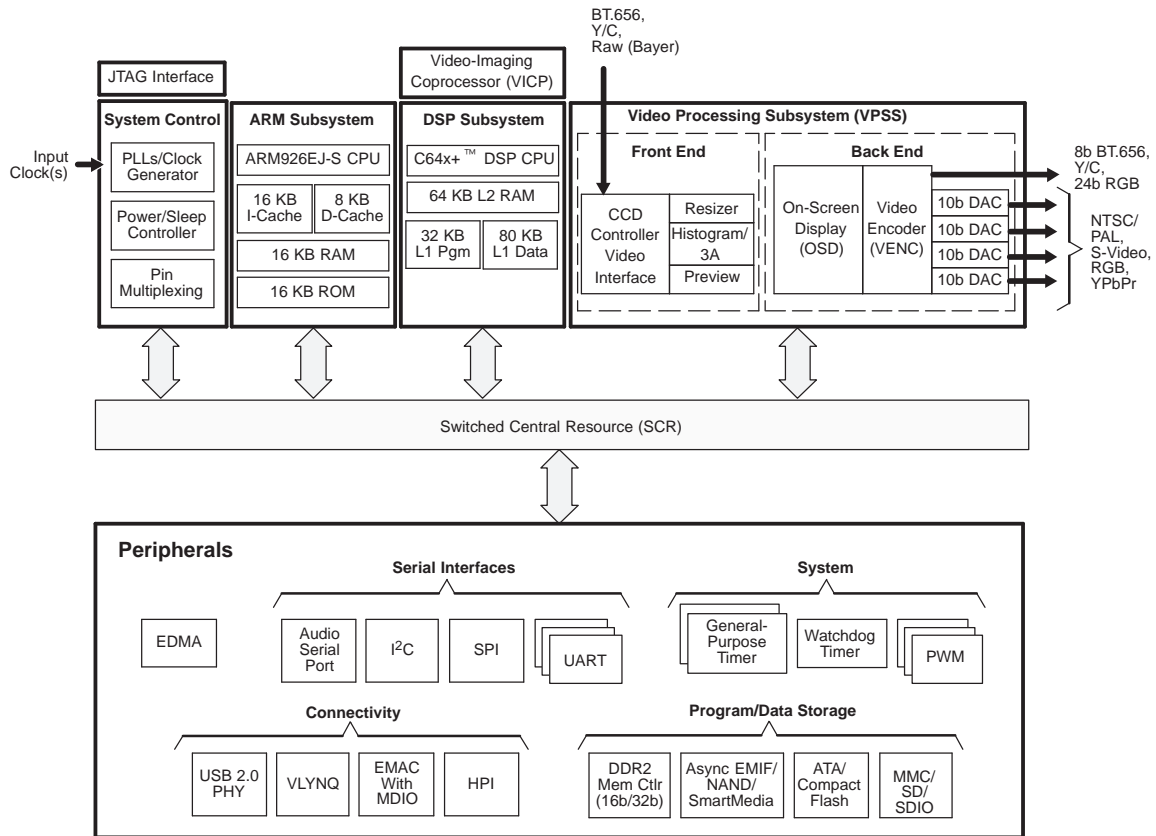 BT.656,
Y/C,
Raw (Bayer)
JTAG Interface
Video-Imaging
Coprocessor (VICP)
Input
Clock(s)
System Control
PLLs/Clock
Generator
Power/Sleep
Controller
Pin
Multiplexing
ARM Subsystem
ARM926EJ-S CPU
16 KB
I-Cache
8 KB
D-Cache
16 KB RAM
16 KB ROM
DSP Subsystem
C64x+™ DSP CPU
64 KB L2 RAM
32 KB
L1 Pgm
80 KB
L1 Data
Video Processing Subsystem (VPSS)
Front End
CCD
Controller
Video
Interface
Resizer
Histogram/
3A
Preview
Back End
On-Screen
Display
(OSD)
Video
Encoder
(VENC)
10b DAC
10b DAC
10b DAC
10b DAC
8b BT.656,
Y/C,
24b RGB
NTSC/
PAL,
S-Video,
RGB,
YPbPr
Switched Central Resource (SCR)
Peripherals
EDMA
Serial Interfaces
Audio
Serial
Port
I²C
SPI
UART
System
General-
Purpose
Timer
Watchdog
Timer
PWM
Connectivity
USB 2.0
PHY
VLYNQ
EMAC
With
MDIO
HPI
Program/Data Storage
DDR2
Mem Ctlr
(16b/32b)
Async EMIF/
NAND/
SmartMedia
ATA/
Compact
Flash
MMC/
SD/
SDIO